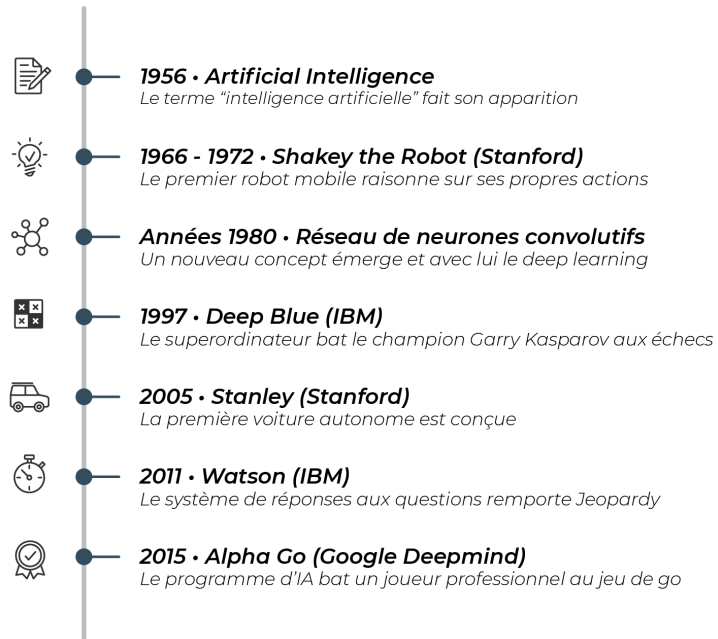 1956 • Artificial Intelligence
Le terme “intelligence artificielle” fait son apparition
1966 - 1972 • Shakey the Robot (Stanford)
Le premier robot mobile raisonne sur ses propres actions
Années 1980 • Réseau de neurones convolutifs
Un nouveau concept émerge et avec lui le deep learning
1997 • Deep Blue (IBM)
Le superordinateur bat le champion Garry Kasparov aux échecs
2005 • Stanley (Stanford)
La première voiture autonome est conçue
2011 • Watson (IBM)
Le système de réponses aux questions remporte Jeopardy
2015 • Alpha Go (Google Deepmind)
Le programme d’IA bat un joueur professionnel au jeu de go